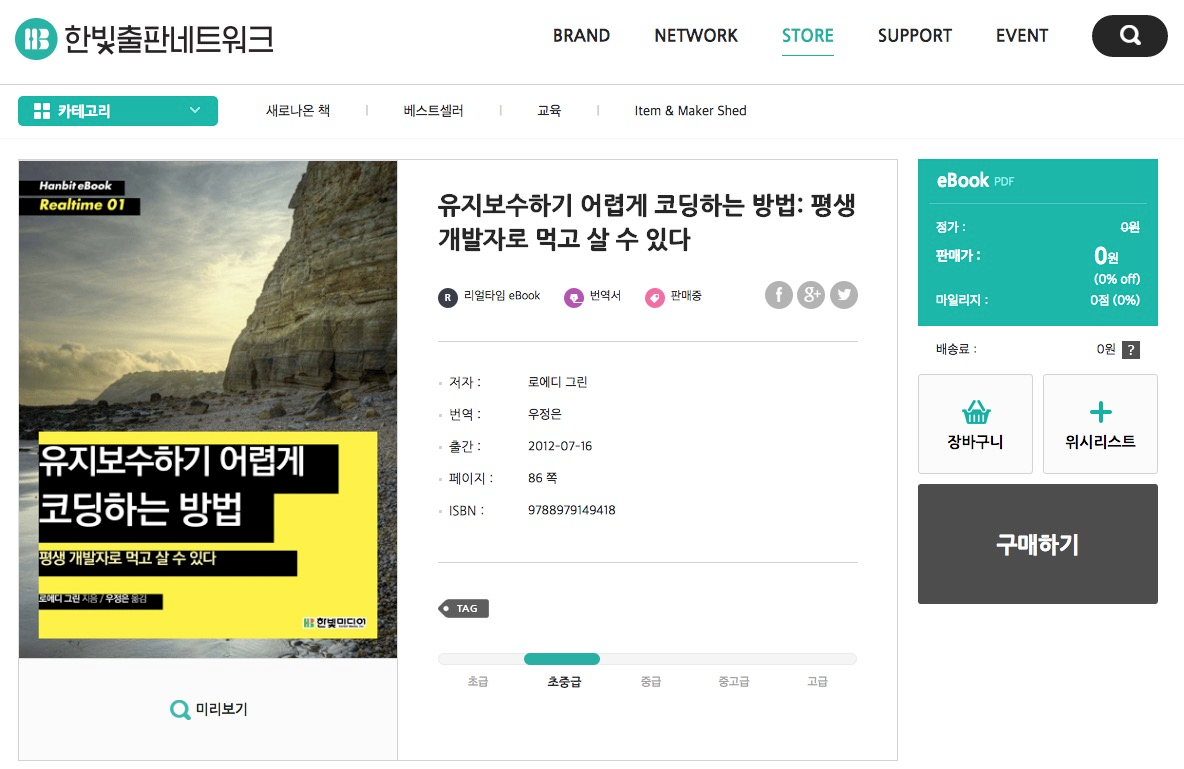 한빛출판네트워크
BRAND NETWORK STORE SUPPORT EVENT
카테고리
새로나온 책 | 베스트셀러 | 교육 | Item & Maker Shed
Hanbit eBook
Realtime 01
유지보수하기 어렵게
코딩하는 방법
평생 개발자로 먹고 살 수 있다
로에디 그린 지음 / 우정은 옮김
한빛미디어
미리보기
유지보수하기 어렵게 코딩하는 방법: 평생
개발자로 먹고 살 수 있다
R 리얼타임 eBook 번역서 판매중
f 8+
저자 : 로에디 그린
번역 : 우정은
출간 : 2012-07-16
페이지 : 86 쪽
ISBN : 9788979149418
TAG
초급 초중급 중급 중고급 고급
eBook PDF
정가 : 0원
판매가 : 0원
(0% off)
마일리지 : 0점 (0%)
배송료 : 0원 ?
장바구니 위시리스트
구매하기